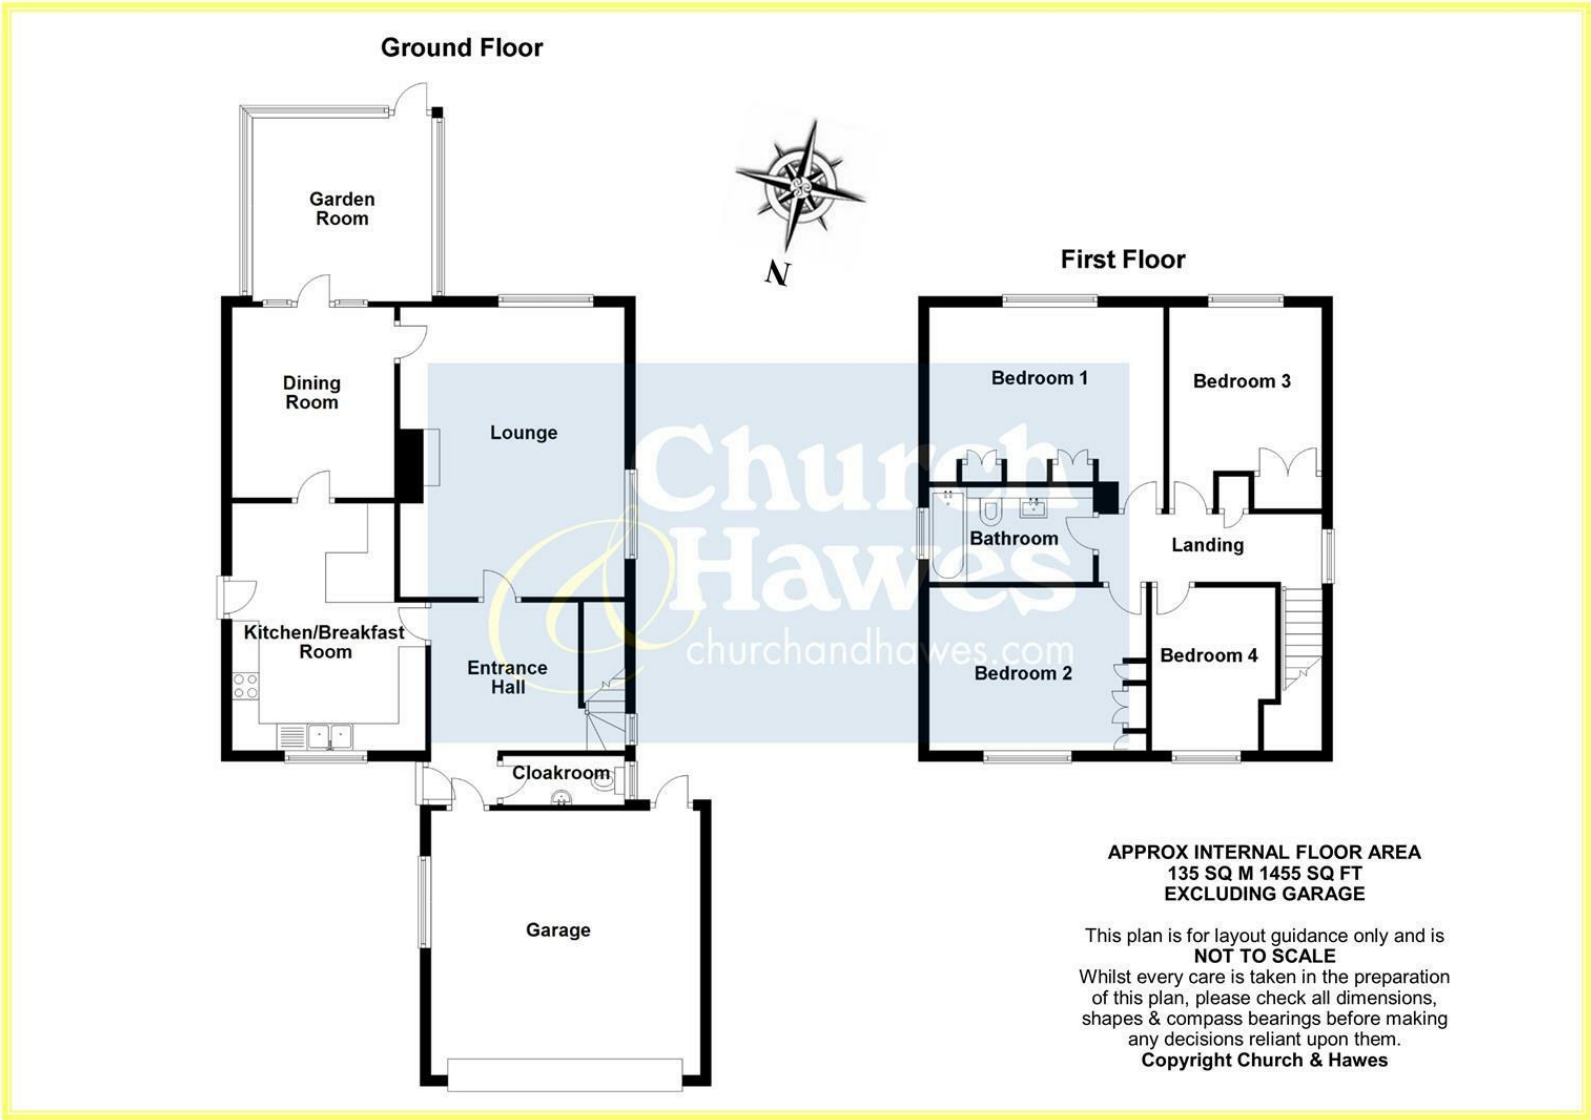 Ground Floor
Garden
Room
N
First Floor
Dining
Room
Lounge
Bedroom 1
Bedroom 3
Church
& Hawes
churchandhawes.com
Bathroom
Landing
Kitchen/Breakfast
Room
Entrance
Hall
Bedroom 2
Bedroom 4
Cloakroom
Garage
APPROX INTERNAL FLOOR AREA
135 SQ M 1455 SQ FT
EXCLUDING GARAGE
This plan is for layout guidance only and is
NOT TO SCALE
Whilst every care is taken in the preparation
of this plan, please check all dimensions,
shapes & compass bearings before making
any decisions reliant upon them.
Copyright Church & Hawes